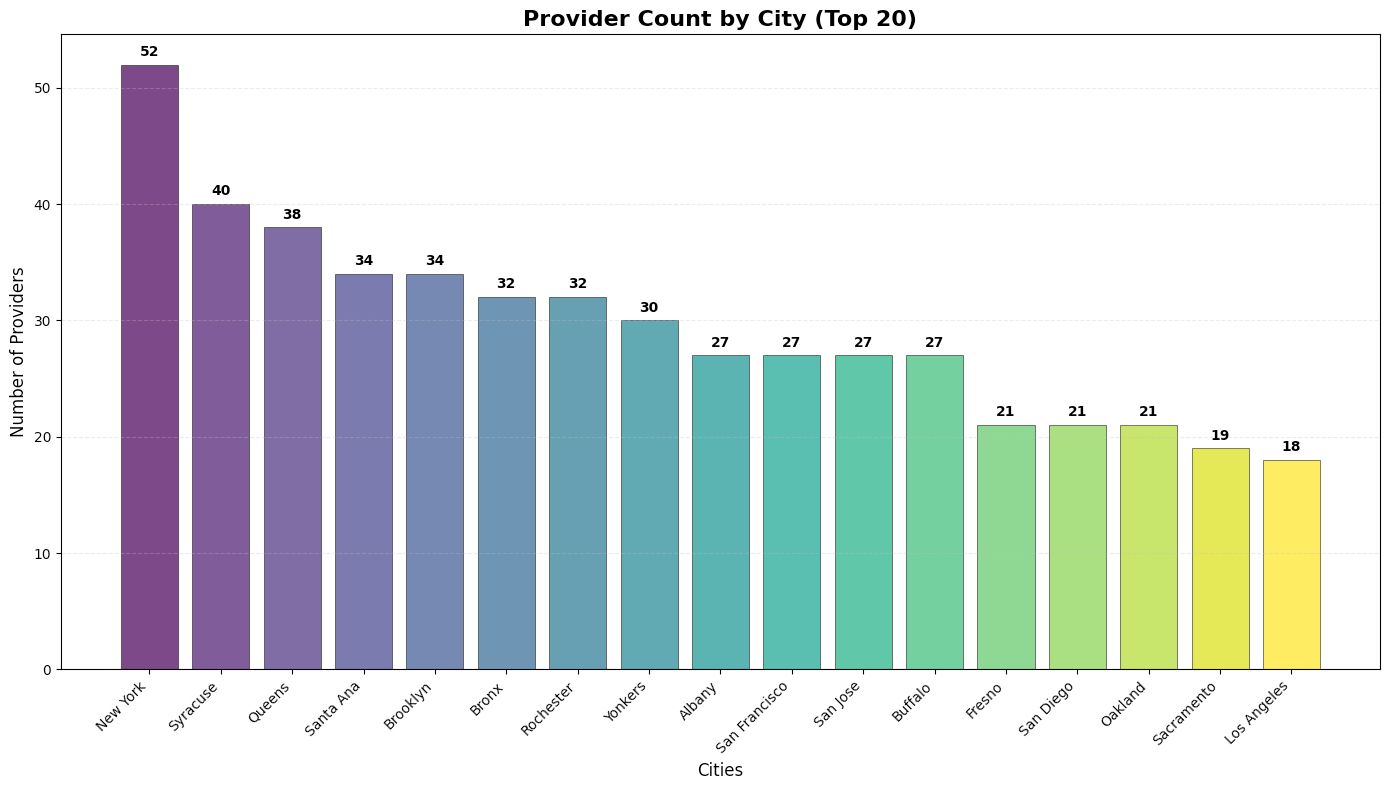 Provider Count by City (Top 20)
52
40
38
34
34
32
32
30
27
27
27
27
21
21
21
19
18
50
40
30
20
10
0
Number of Providers
New York
Syracuse
Queens
Santa Ana
Brooklyn
Bronx
Rochester
Yonkers
Albany
San Francisco
San Jose
Buffalo
Fresno
San Diego
Oakland
Sacramento
Los Angeles
Cities